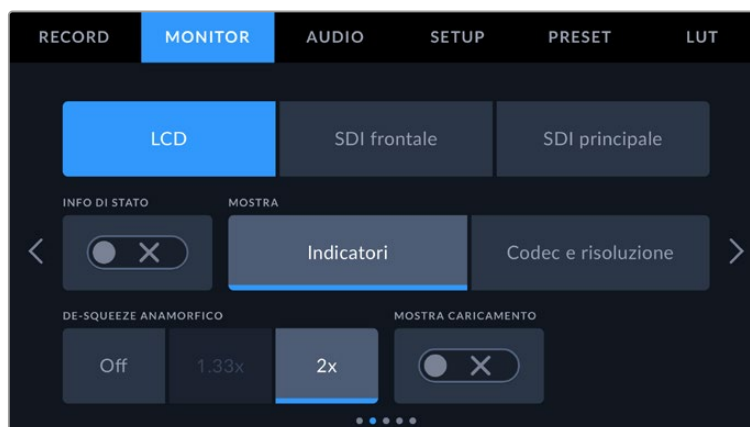 RECORD MONITOR AUDIO SETUP PRESET LUT
LCD SDI frontale SDI principale
INFO DI STATO MOSTRA
Indicatori Codec e risoluzione
DE-SQUEEZE ANAMORFICO MOSTRA CARICAMENTO
Off 1.33x 2x